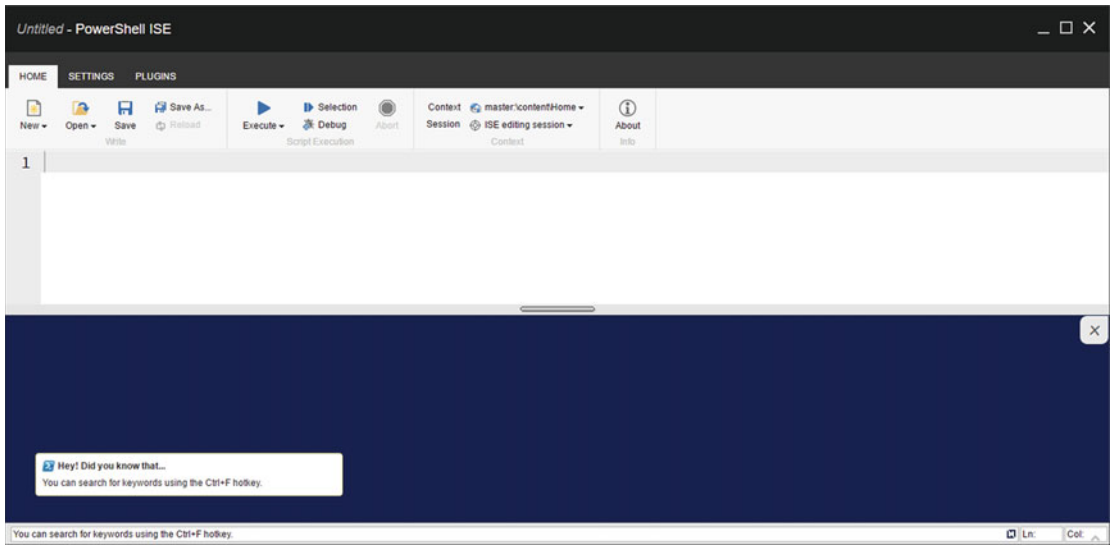 Untitled - PowerShell ISE
HOME SETTINGS PLUGINS
New Open Save Save As... Execute Selection Abort Context master:\content\Home About
Reload Debug Session ISE editing session
Write Script Execution Context Info
1
Hey! Did you know that...
You can search for keywords using the Ctrl+F hotkey.
You can search for keywords using the Ctrl+F hotkey. Ln: Col: